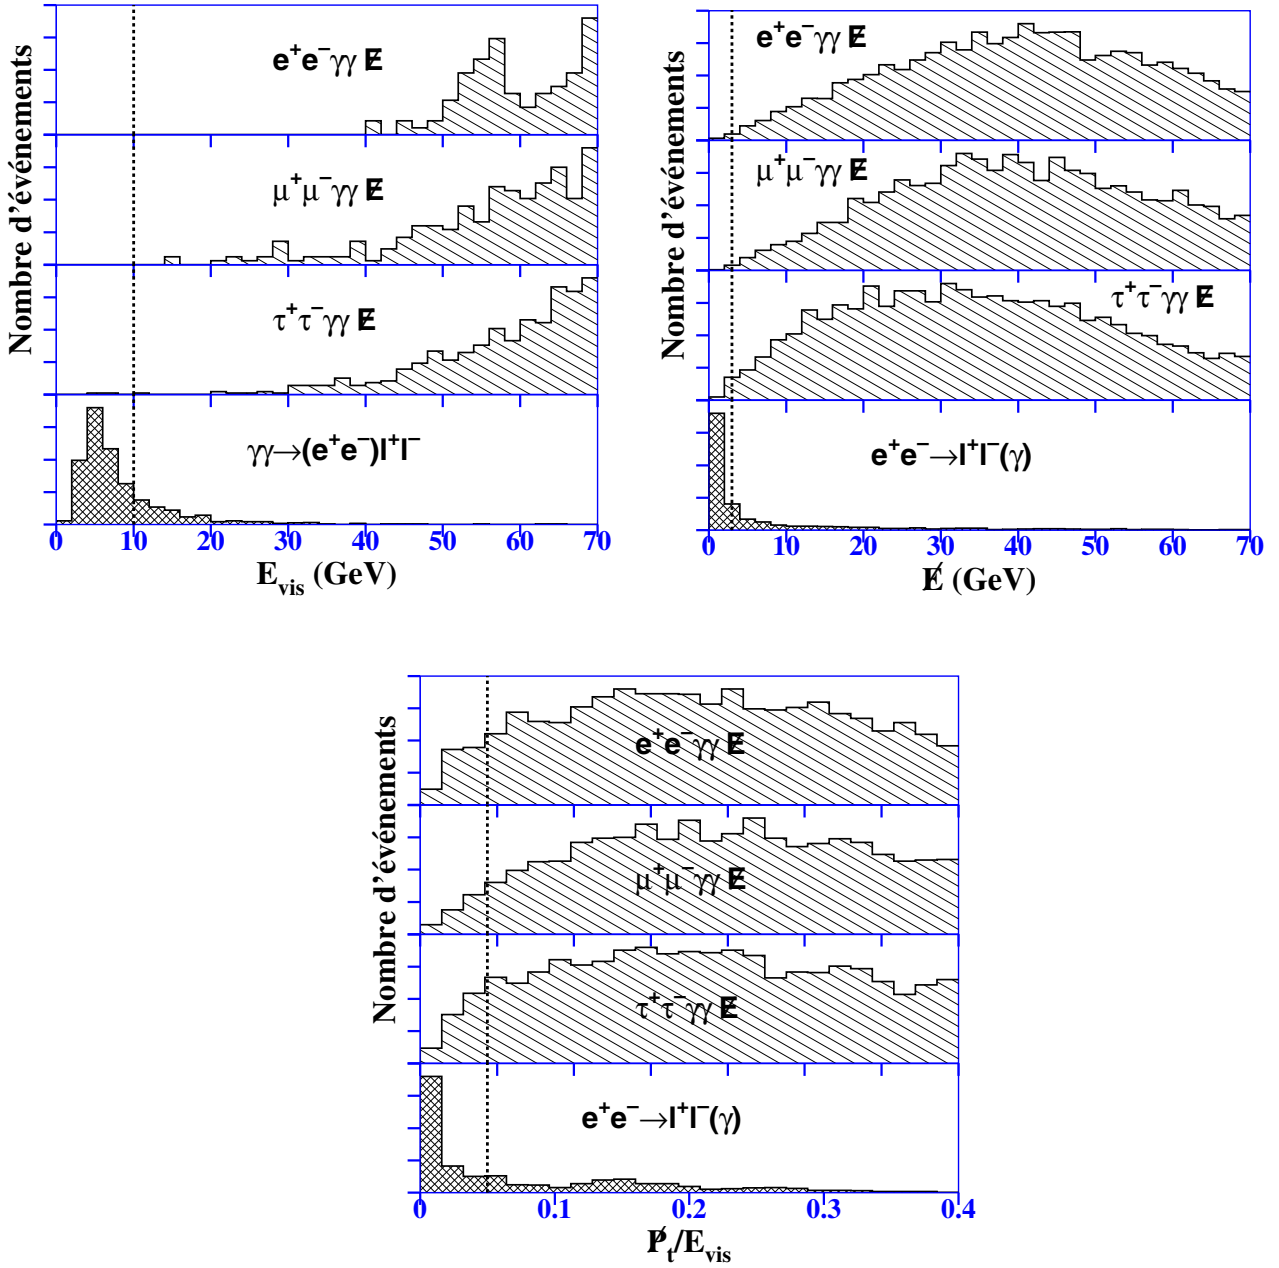 Nombre d'événements
e⁺e⁻γγ E̸
μ⁺μ⁻γγ E̸
τ⁺τ⁻γγ E̸
γγ→(e⁺e⁻)l⁺l⁻
0 10 20 30 40 50 60 70
E_vis (GeV)
Nombre d'événements
e⁺e⁻γγ E̸
μ⁺μ⁻γγ E̸
τ⁺τ⁻γγ E̸
e⁺e⁻→l⁺l⁻(γ)
0 10 20 30 40 50 60 70
E̸ (GeV)
Nombre d'événements
e⁺e⁻γγ E̸
μ⁺μ⁻γγ E̸
τ⁺τ⁻γγ E̸
e⁺e⁻→l⁺l⁻(γ)
0 0.1 0.2 0.3 0.4
P̸_t/E_vis